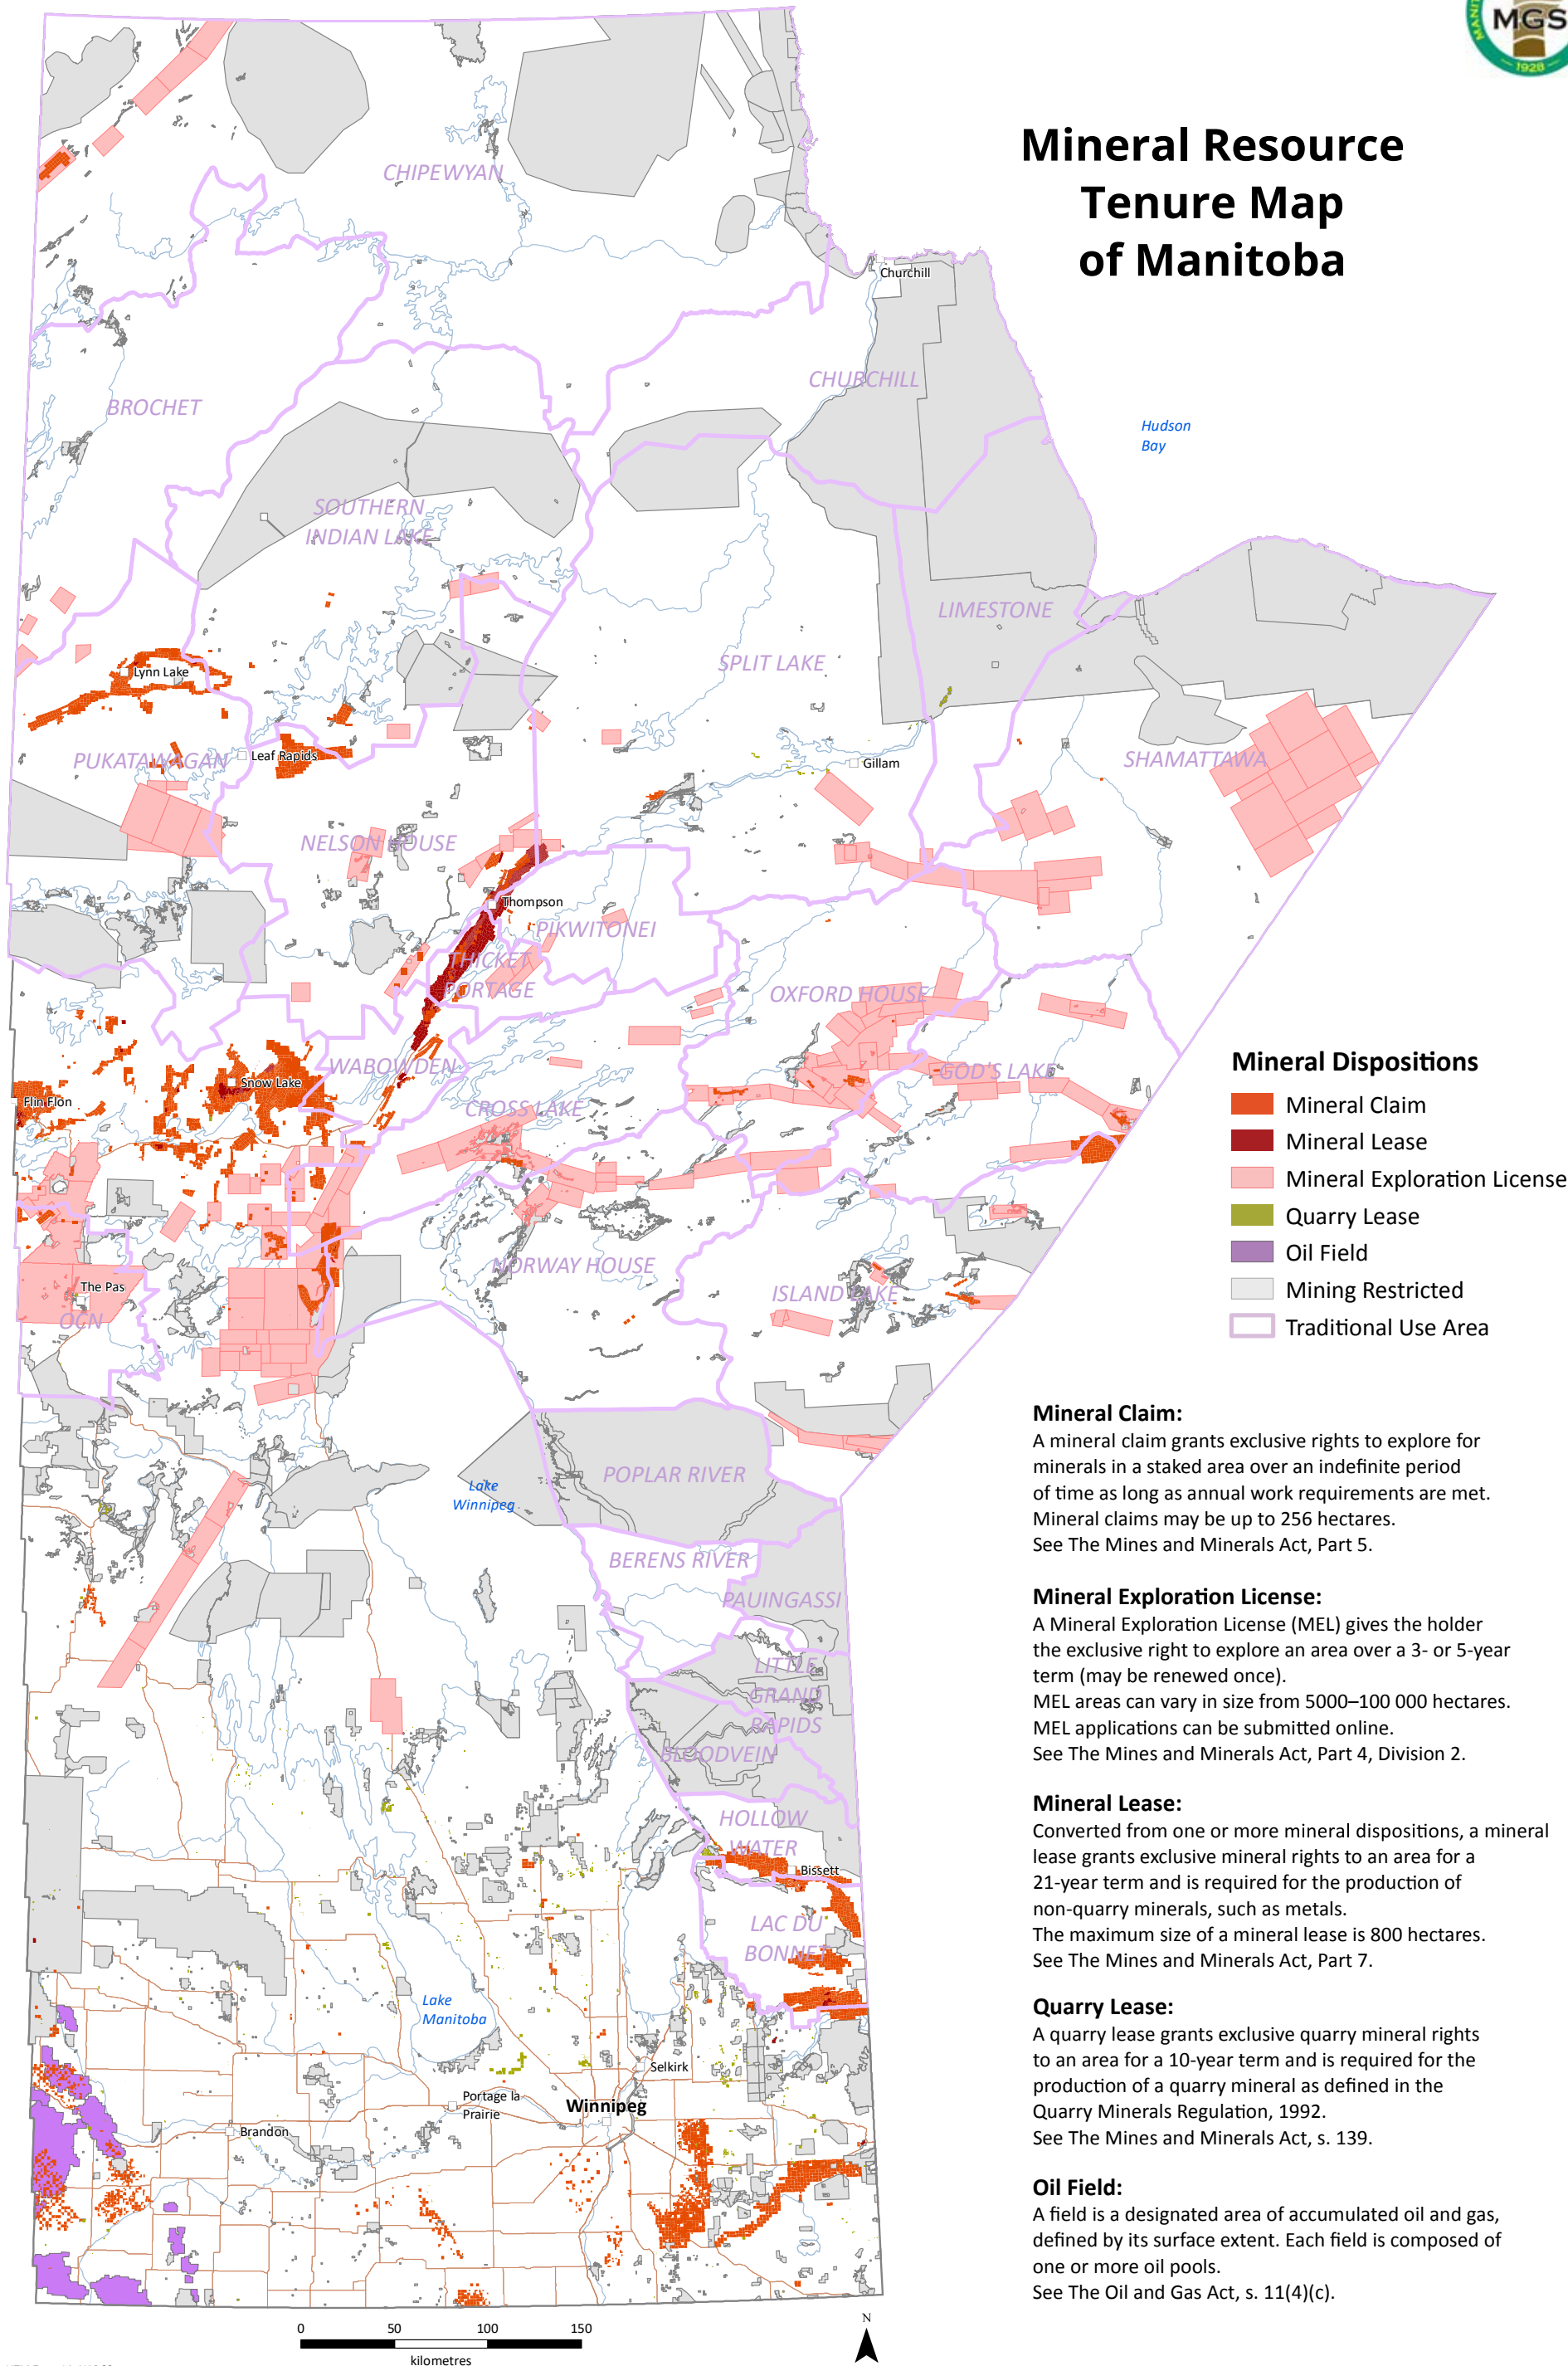 MGS
1928
Mineral Resource
Tenure Map
of Manitoba
CHIPEWYAN
Churchill
CHURCHILL
BROCHET
Hudson
Bay
SOUTHERN
INDIAN LAKE
LIMESTONE
SPLIT LAKE
Lynn Lake
PUKATAWAGAN
Leaf Rapids
Gillam
SHAMATTAWA
NELSON HOUSE
Thompson
PIKWITONEI
THICKET
PORTAGE
OXFORD HOUSE
WABOWDEN
GOD'S LAKE
Snow Lake
Flin Flon
CROSS LAKE
NORWAY HOUSE
The Pas
OCN
ISLAND LAKE
POPLAR RIVER
Lake
Winnipeg
BERENS RIVER
PAUINGASSI
LITTLE
GRAND
RAPIDS
BLOODVEIN
HOLLOW
WATER
Bissett
LAC DU
BONNET
Lake
Manitoba
Selkirk
Portage la
Prairie
Winnipeg
Brandon
0 50 100 150
kilometres
N
Mineral Dispositions
Mineral Claim
Mineral Lease
Mineral Exploration License
Quarry Lease
Oil Field
Mining Restricted
Traditional Use Area
Mineral Claim:
A mineral claim grants exclusive rights to explore for
minerals in a staked area over an indefinite period
of time as long as annual work requirements are met.
Mineral claims may be up to 256 hectares.
See The Mines and Minerals Act, Part 5.
Mineral Exploration License:
A Mineral Exploration License (MEL) gives the holder
the exclusive right to explore an area over a 3- or 5-year
term (may be renewed once).
MEL areas can vary in size from 5000–100 000 hectares.
MEL applications can be submitted online.
See The Mines and Minerals Act, Part 4, Division 2.
Mineral Lease:
Converted from one or more mineral dispositions, a mineral
lease grants exclusive mineral rights to an area for a
21-year term and is required for the production of
non-quarry minerals, such as metals.
The maximum size of a mineral lease is 800 hectares.
See The Mines and Minerals Act, Part 7.
Quarry Lease:
A quarry lease grants exclusive quarry mineral rights
to an area for a 10-year term and is required for the
production of a quarry mineral as defined in the
Quarry Minerals Regulation, 1992.
See The Mines and Minerals Act, s. 139.
Oil Field:
A field is a designated area of accumulated oil and gas,
defined by its surface extent. Each field is composed of
one or more oil pools.
See The Oil and Gas Act, s. 11(4)(c).